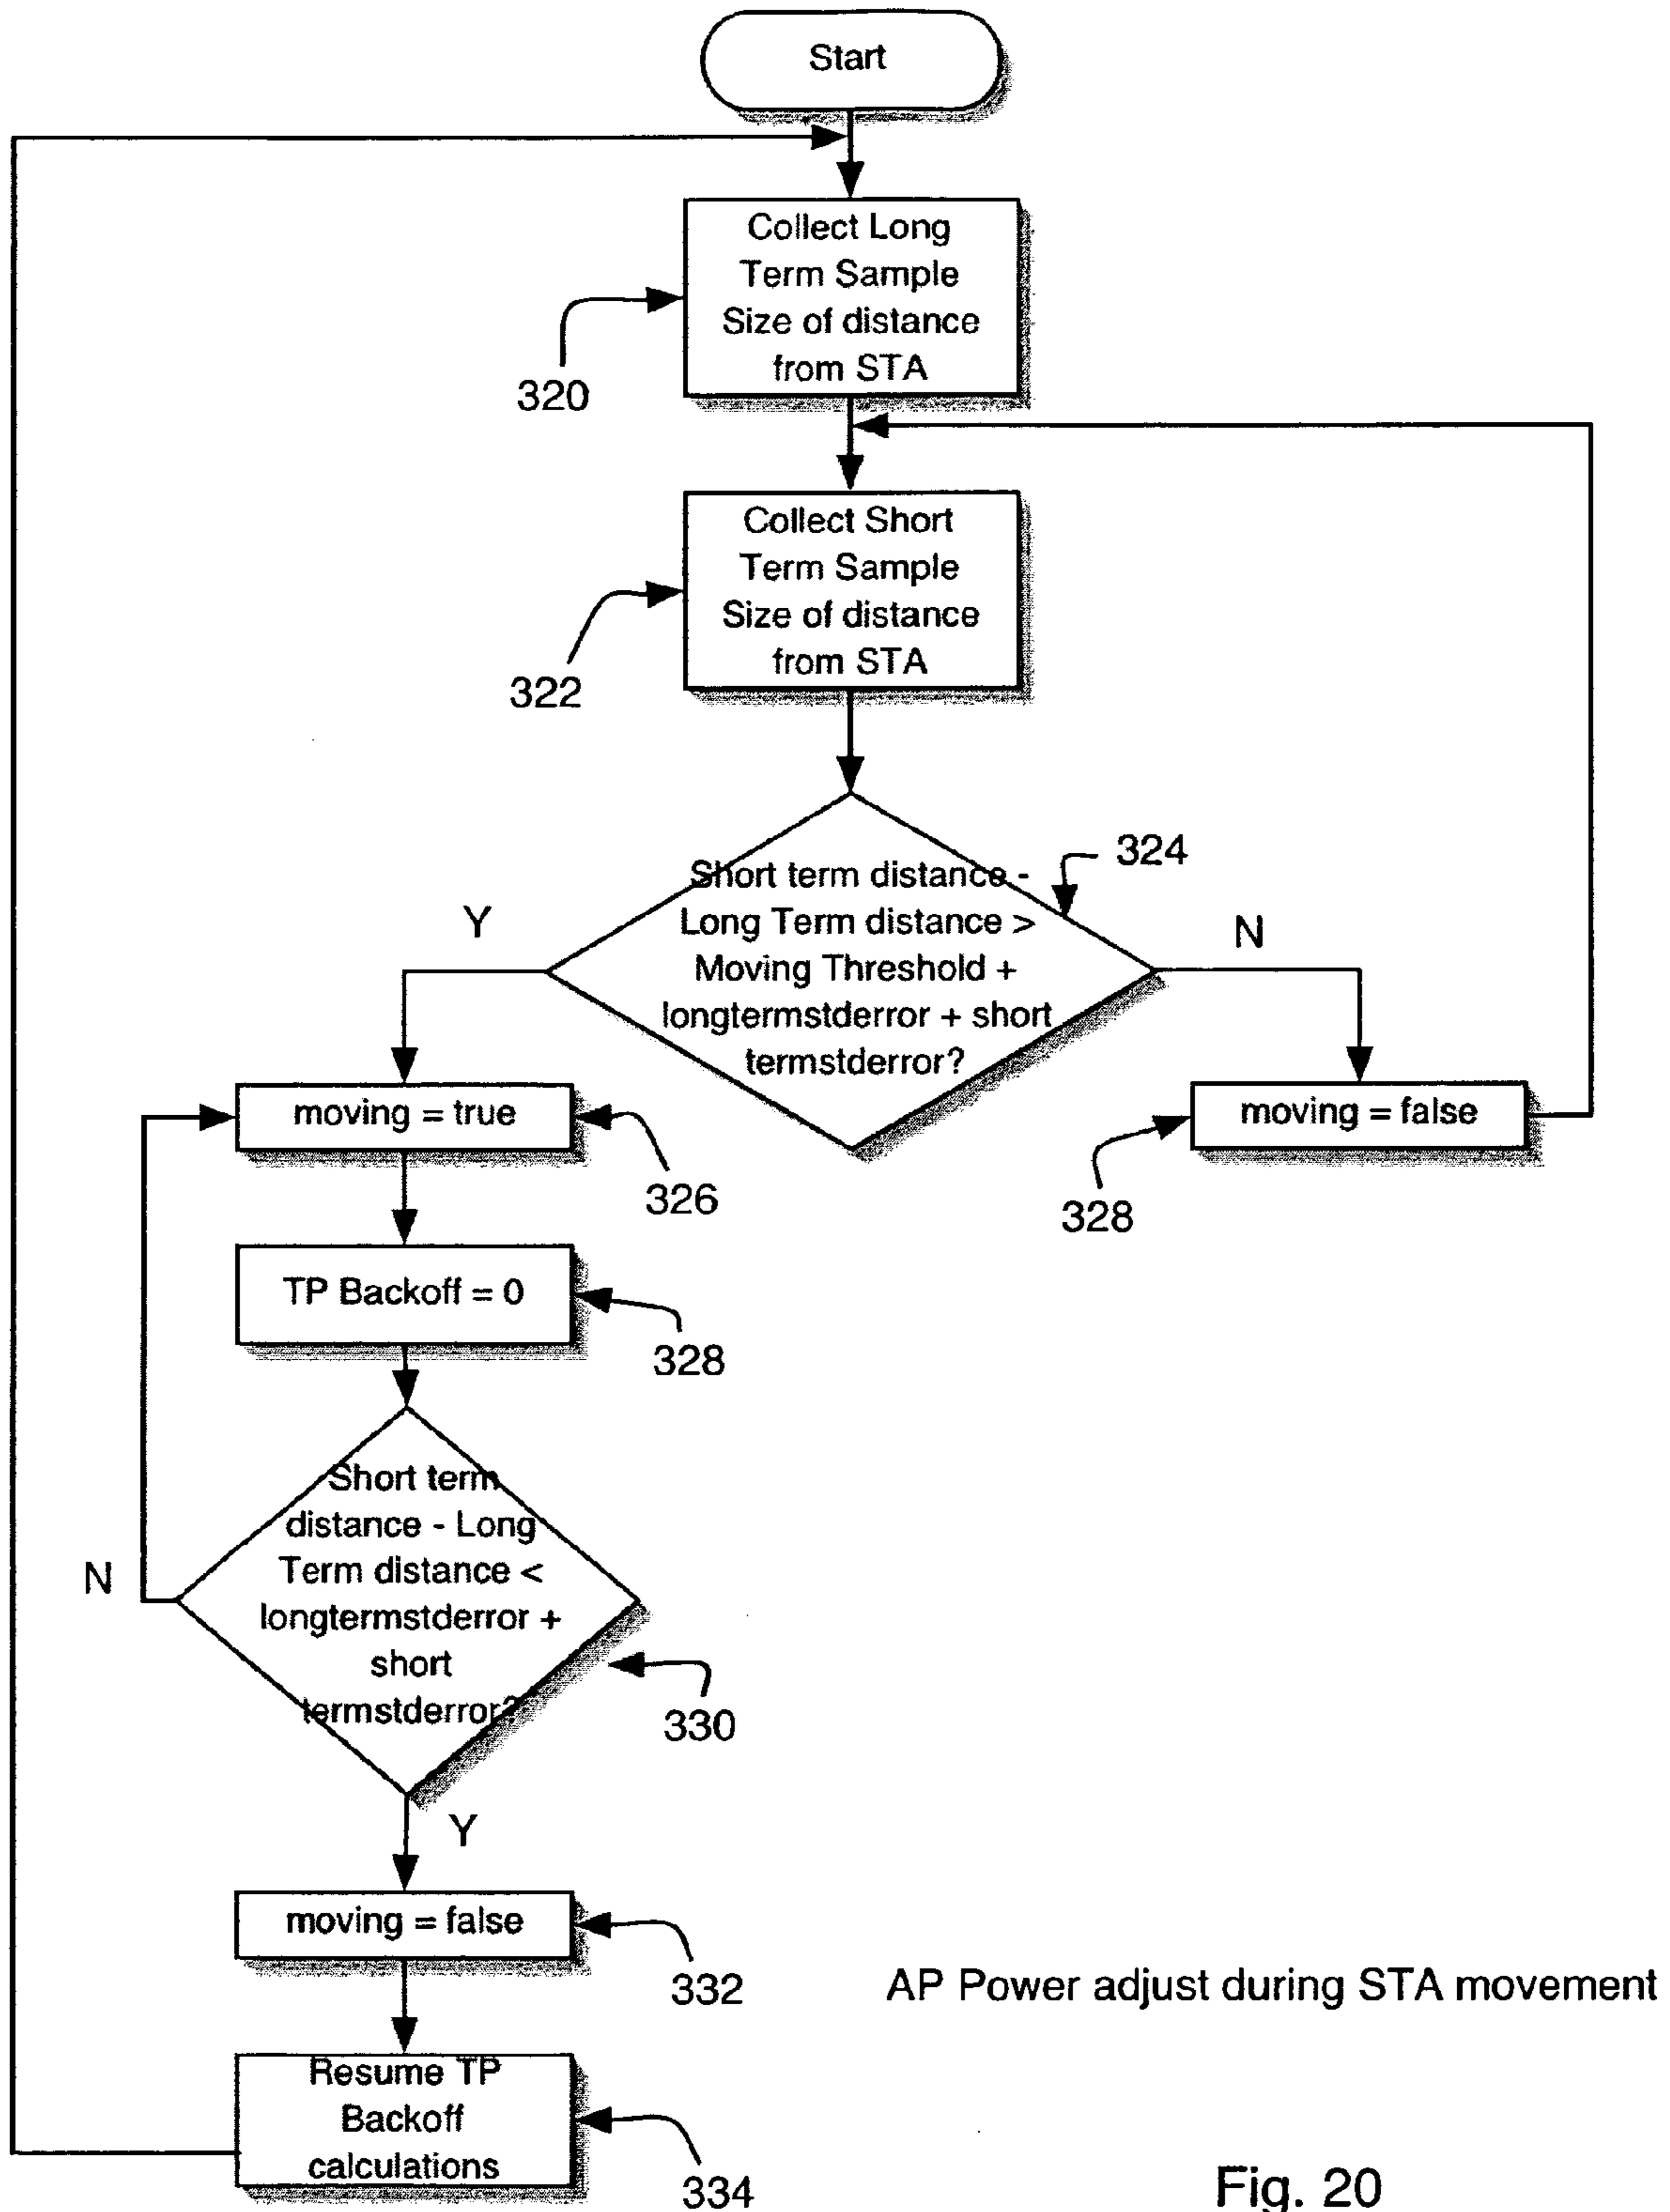 Start
Collect Long
Term Sample
Size of distance
from STA
320
Collect Short
Term Sample
Size of distance
from STA
322
Short term distance -
Long Term distance >
Moving Threshold +
longtermstderror + short
termstderror?
324
Y
N
moving = true
326
moving = false
328
TP Backoff = 0
328
Short term
distance - Long
Term distance <
longtermstderror +
short
termstderror?
N
330
Y
moving = false
332
AP Power adjust during STA movement
Resume TP
Backoff
calculations
334
Fig. 20